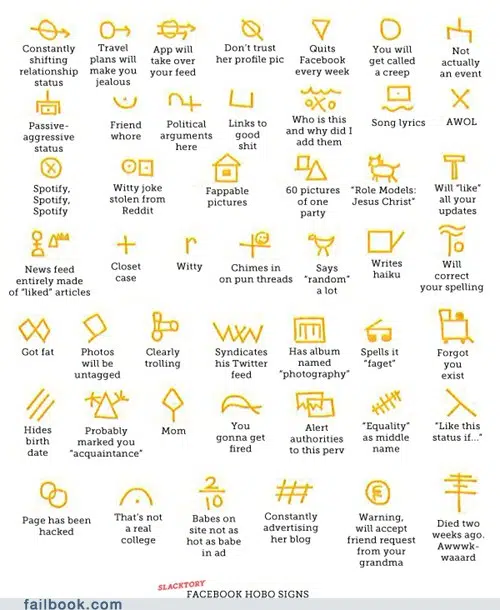 Constantly
shifting
relationship
status
Travel
plans will
make you
jealous
App will
take over
your feed
Don't trust
her profile pic
Quits
Facebook
every week
You will
get called
a creep
Not
actually
an event
Passive-
aggressive
status
Friend
whore
Political
arguments
here
Links to
good
shit
Who is this
and why did I
add them
Song lyrics
AWOL
Spotify,
Spotify,
Spotify
Witty joke
stolen from
Reddit
Fappable
pictures
60 pictures
of one
party
"Role Models:
Jesus Christ"
Will "like"
all your
updates
News feed
entirely made
of "liked" articles
Closet
case
r
Witty
Chimes in
on pun threads
Says
"random"
a lot
Writes
haiku
Will
correct
your spelling
Got fat
Photos
will be
untagged
Clearly
trolling
Syndicates
his Twitter
feed
Has album
named
"photography"
Spells it
"faget"
Forgot
you
exist
Hides
birth
date
Probably
marked you
"acquaintance"
Mom
You
gonna get
fired
Alert
authorities
to this perv
"Equality"
as middle
name
"Like this
status if..."
Page has been
hacked
That's not
a real
college
2
10
Babes on
site not as
hot as babe
in ad
Constantly
advertising
her blog
E
Warning,
will accept
friend request
from your
grandma
Died two
weeks ago.
Awwwk-
waaard
SLACKTORY
FACEBOOK HOBO SIGNS
failbook.com